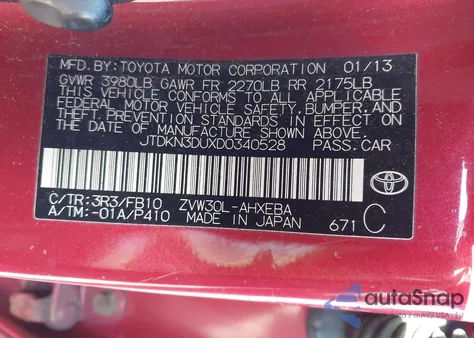 MFD. BY: TOYOTA MOTOR CORPORATION 01/13
GVWR 3980LB GAWR FR 2270LB RR 2175LB
THIS VEHICLE CONFORMS TO ALL APPLICABLE
FEDERAL MOTOR VEHICLE SAFETY, BUMPER, AND
THEFT PREVENTION STANDARDS IN EFFECT ON
THE DATE OF MANUFACTURE SHOWN ABOVE.
JTDKN3DUXD0340528 PASS.CAR
C/TR: 3R3/FB10 ZVW30L-AHXEBA
A/TM: -01A/P410 MADE IN JAPAN 671 C
autoSnap